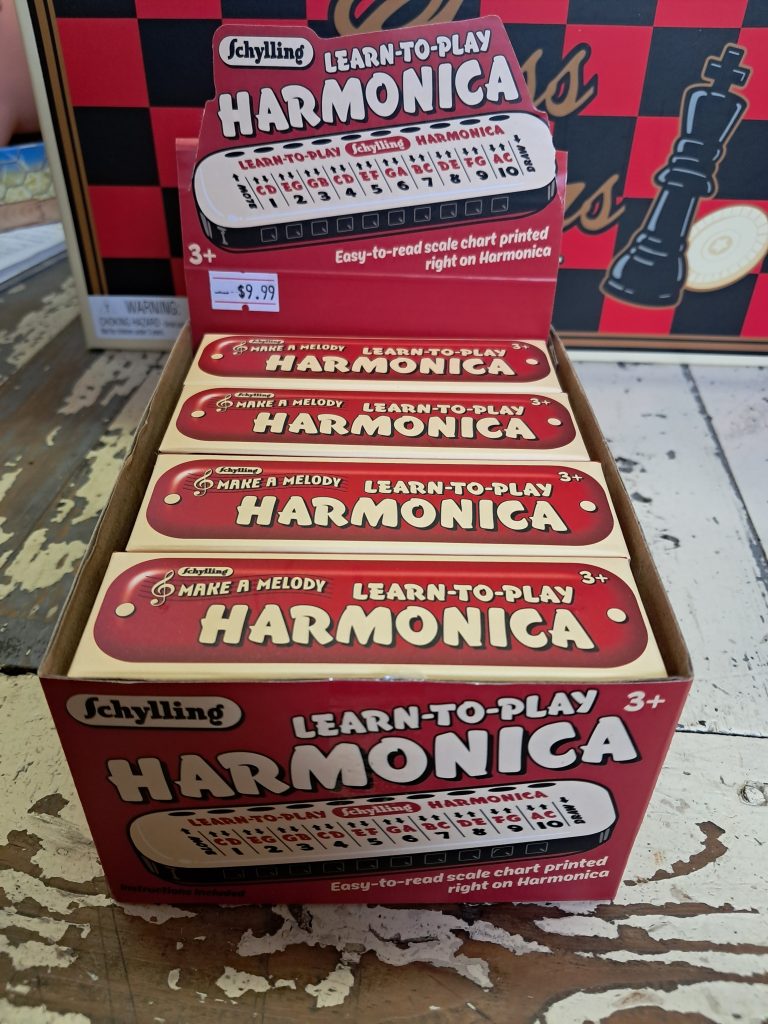 Schylling
LEARN-TO-PLAY
HARMONICA
LEARN-TO-PLAY Schylling HARMONICA
BLOW CD EG GB CD EF GA BC DE FG AC DRAW
1 2 3 4 5 6 7 8 9 10
3+
Easy-to-read scale chart printed
right on Harmonica
$9.99
WARNING
CHOKING HAZARD
Schylling
MAKE A MELODY LEARN-TO-PLAY 3+
HARMONICA
Schylling
MAKE A MELODY LEARN-TO-PLAY 3+
HARMONICA
Schylling
MAKE A MELODY LEARN-TO-PLAY 3+
HARMONICA
Schylling
MAKE A MELODY LEARN-TO-PLAY 3+
HARMONICA
Schylling LEARN-TO-PLAY 3+
HARMONICA
LEARN-TO-PLAY Schylling HARMONICA
BLOW CD EG GB CD EF GA BC DE FG AC DRAW
1 2 3 4 5 6 7 8 9 10
Instructions Included
Easy-to-read scale chart printed
right on Harmonica